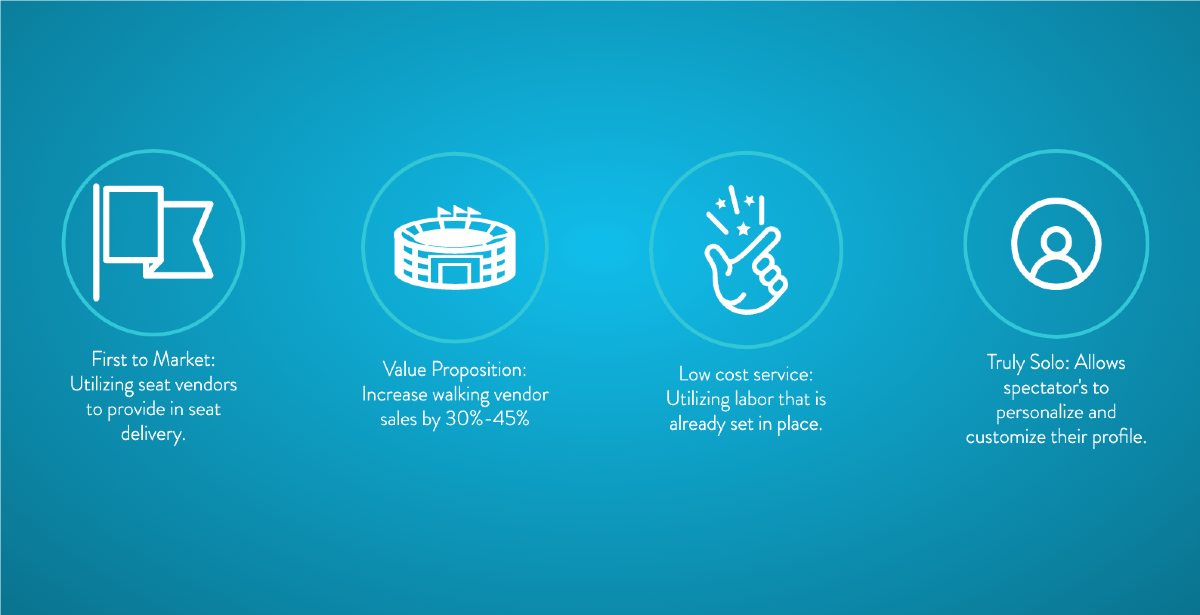 First to Market:
Utilizing seat vendors
to provide in seat
delivery.
Value Proposition:
Increase walking vendor
sales by 30%-45%
Low cost service:
Utilizing labor that is
already set in place.
Truly Solo: Allows
spectator's to
personalize and
customize their profile.